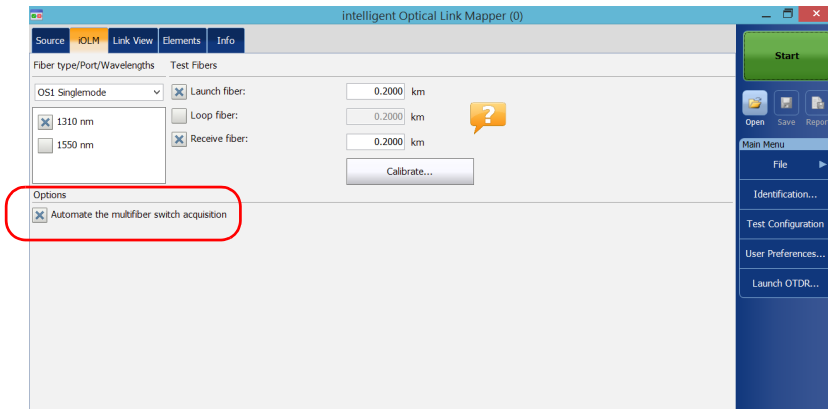 intelligent Optical Link Mapper (0)
Source iOLM Link View Elements Info
Fiber type/Port/Wavelengths Test Fibers
OS1 Singlemode
Launch fiber: 0.2000 km
1310 nm
Loop fiber: 0.2000 km
1550 nm
Receive fiber: 0.2000 km
?
Calibrate...
Options
Automate the multifiber switch acquisition
Start
Open Save Repor
Main Menu
File
Identification...
Test Configuration
User Preferences...
Launch OTDR...